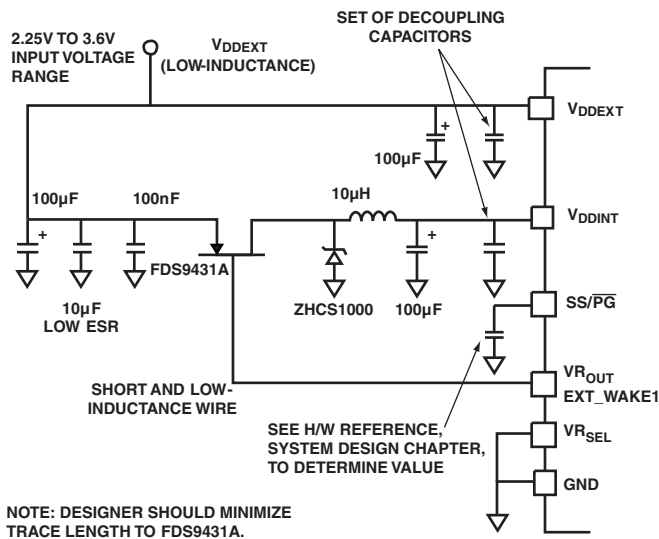 SET OF DECOUPLING
CAPACITORS
2.25V TO 3.6V
INPUT VOLTAGE
RANGE
VDDEXT
(LOW-INDUCTANCE)
VDDEXT
+
100µF
100µF
100nF
10µH
VDDINT
+
+
FDS9431A
10µF
LOW ESR
ZHCS1000
100µF
SS/PG
SHORT AND LOW-
INDUCTANCE WIRE
VROUT
EXT_WAKE1
SEE H/W REFERENCE,
SYSTEM DESIGN CHAPTER,
TO DETERMINE VALUE
VRSEL
GND
NOTE: DESIGNER SHOULD MINIMIZE
TRACE LENGTH TO FDS9431A.